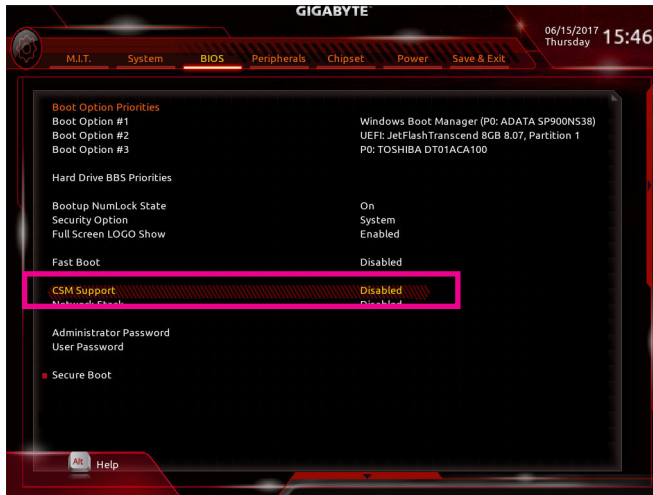 GIGABYTE
06/15/2017 Thursday 15:46
M.I.T. System BIOS Peripherals Chipset Power Save & Exit
Boot Option Priorities
Boot Option #1 Windows Boot Manager (P0: ADATA SP900NS38)
Boot Option #2 UEFI: JetFlashTranscend 8GB 8.07, Partition 1
Boot Option #3 P0: TOSHIBA DT01ACA100
Hard Drive BBS Priorities
Bootup NumLock State On
Security Option System
Full Screen LOGO Show Enabled
Fast Boot Disabled
CSM Support Disabled
Network Stack Disabled
Administrator Password
User Password
Secure Boot
Alt Help